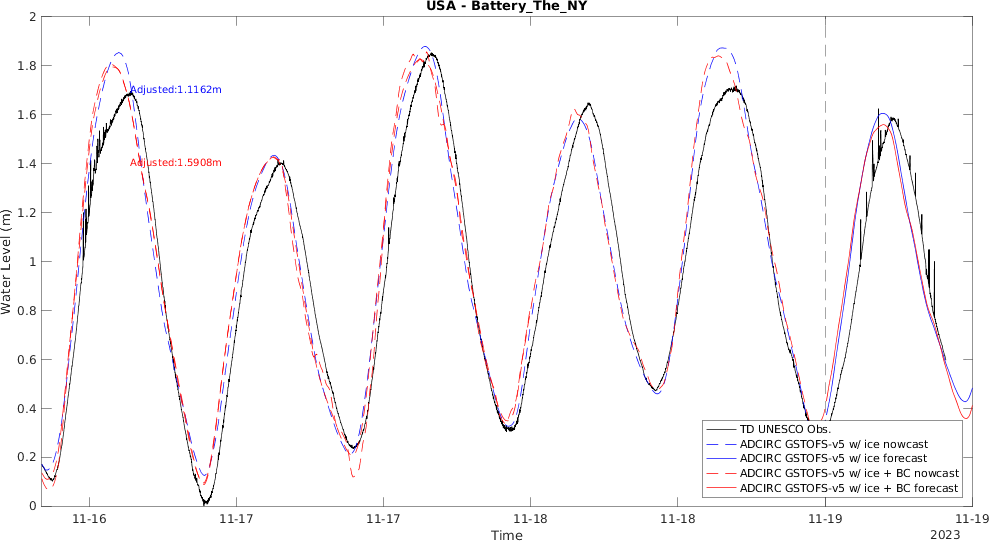 USA - Battery_The_NY
2
1.8
1.6
1.4
1.2
1
0.8
0.6
0.4
0.2
0
Water Level (m)
Adjusted:1.1162m
Adjusted:1.5908m
TD UNESCO Obs.
ADCIRC GSTOFS-v5 w/ ice nowcast
ADCIRC GSTOFS-v5 w/ ice forecast
ADCIRC GSTOFS-v5 w/ ice + BC nowcast
ADCIRC GSTOFS-v5 w/ ice + BC forecast
11-16 11-17 11-17 11-18 11-18 11-19 11-19
Time
2023